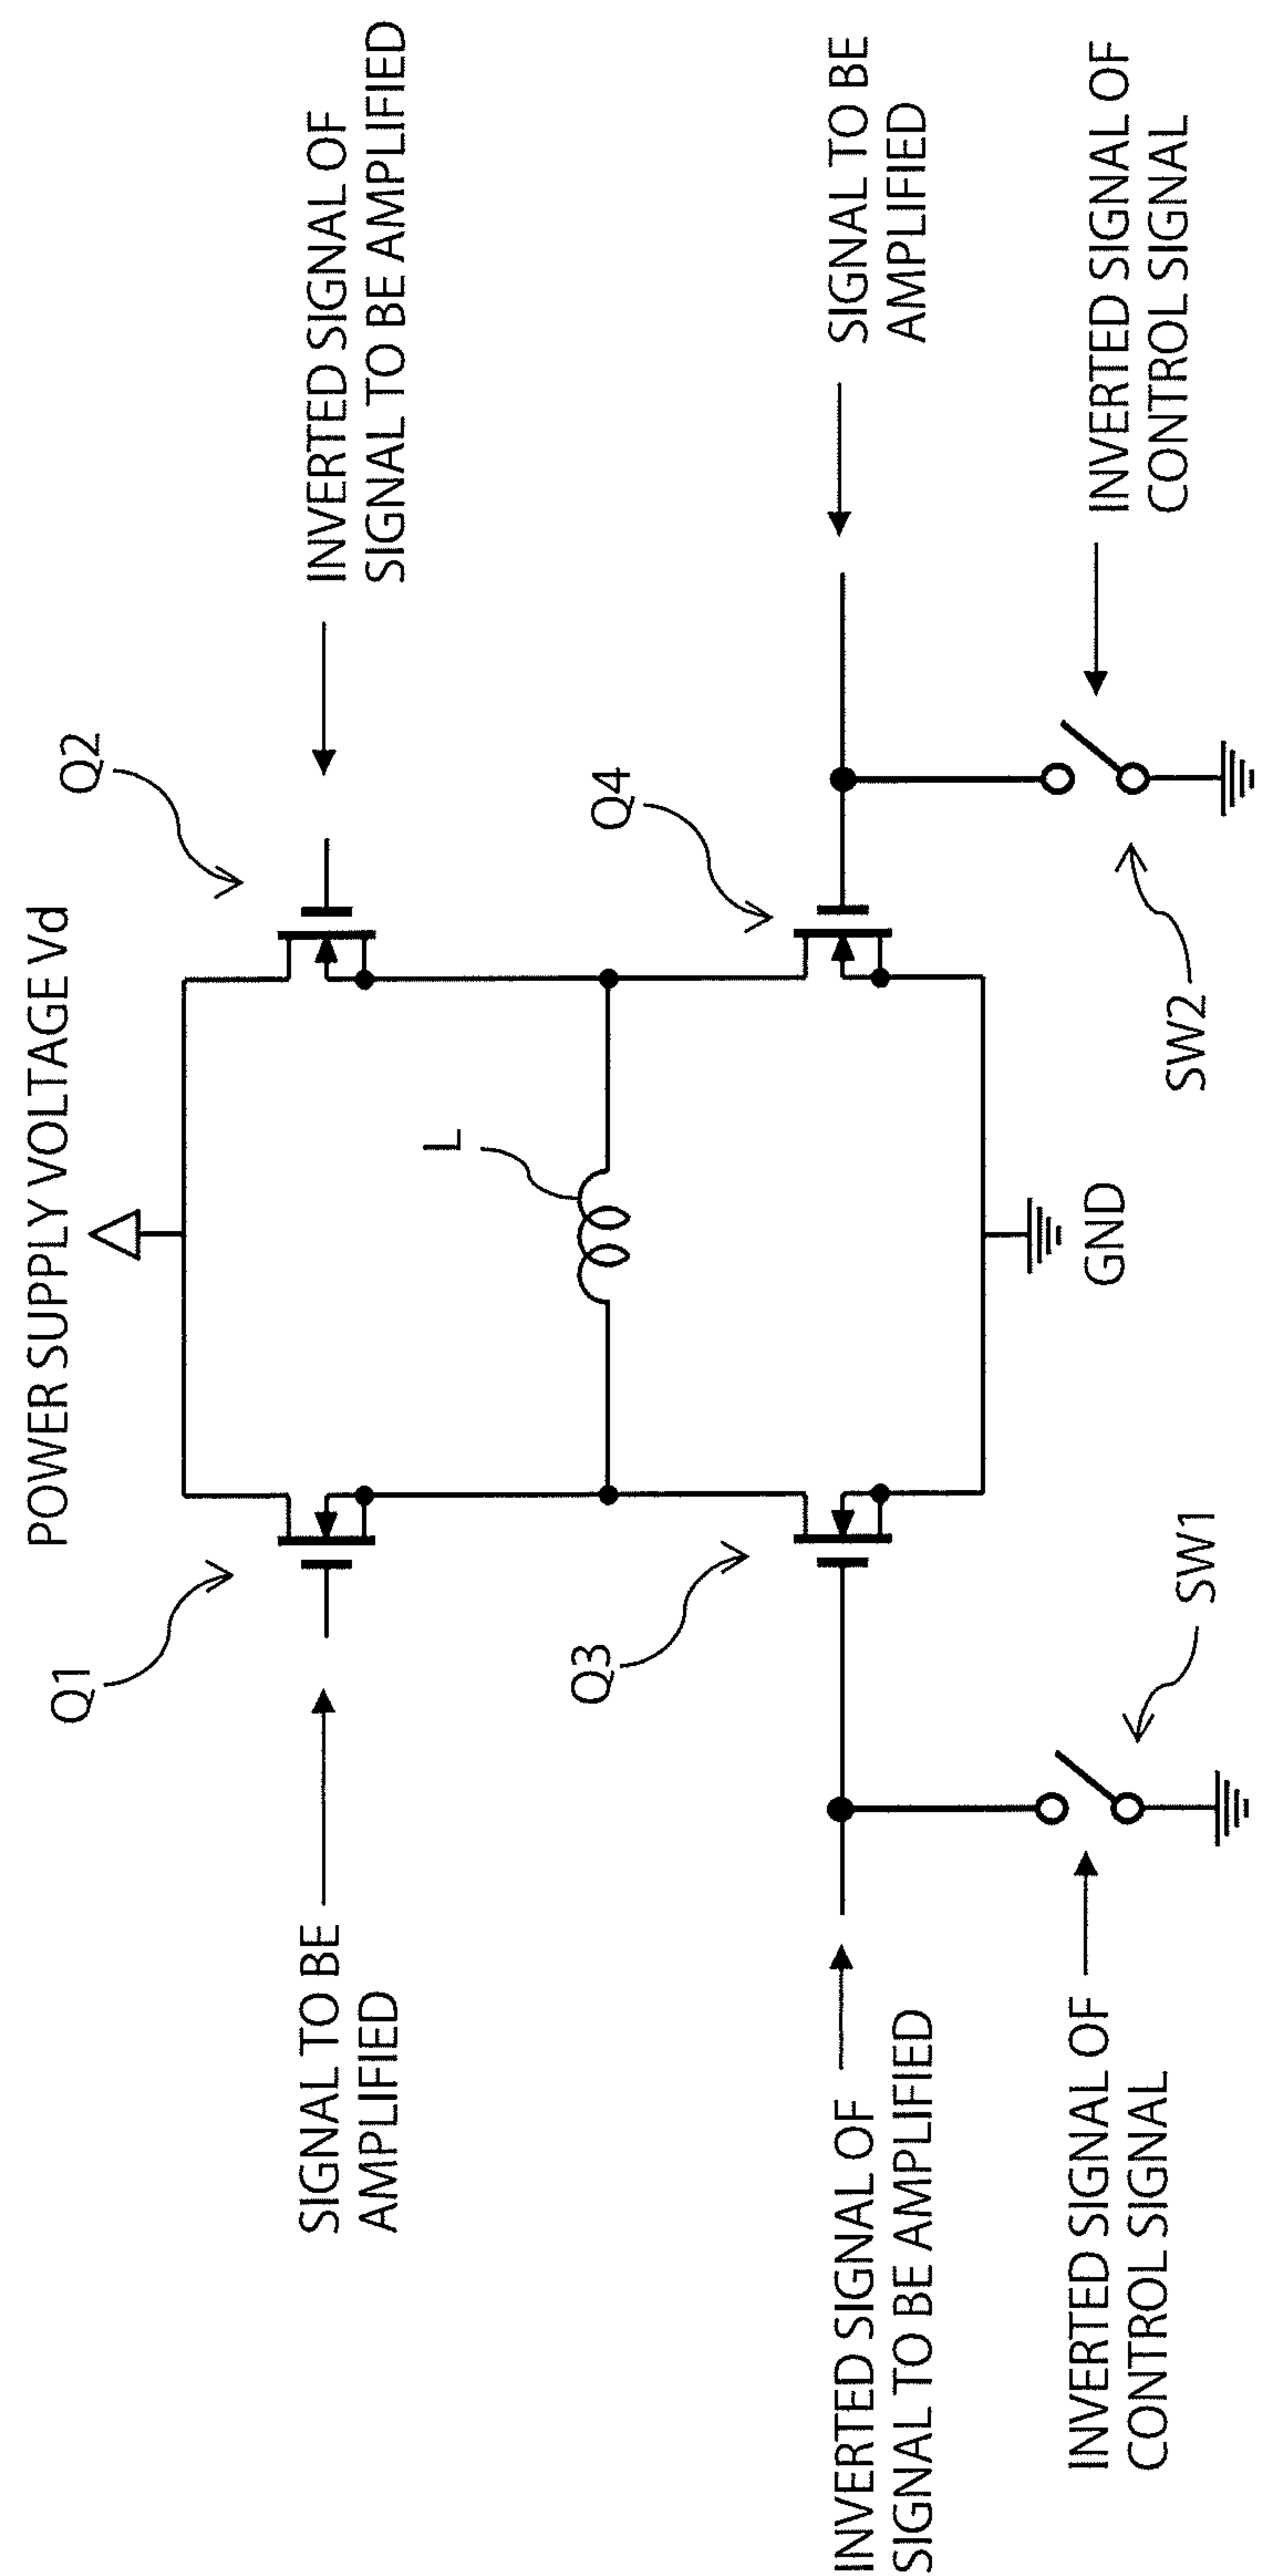 POWER SUPPLY VOLTAGE Vd
Q1
Q2
SIGNAL TO BE
AMPLIFIED
INVERTED SIGNAL OF
SIGNAL TO BE AMPLIFIED
L
Q3
Q4
INVERTED SIGNAL OF
SIGNAL TO BE AMPLIFIED
SIGNAL TO BE
AMPLIFIED
GND
INVERTED SIGNAL OF
CONTROL SIGNAL
SW1
SW2
INVERTED SIGNAL OF
CONTROL SIGNAL